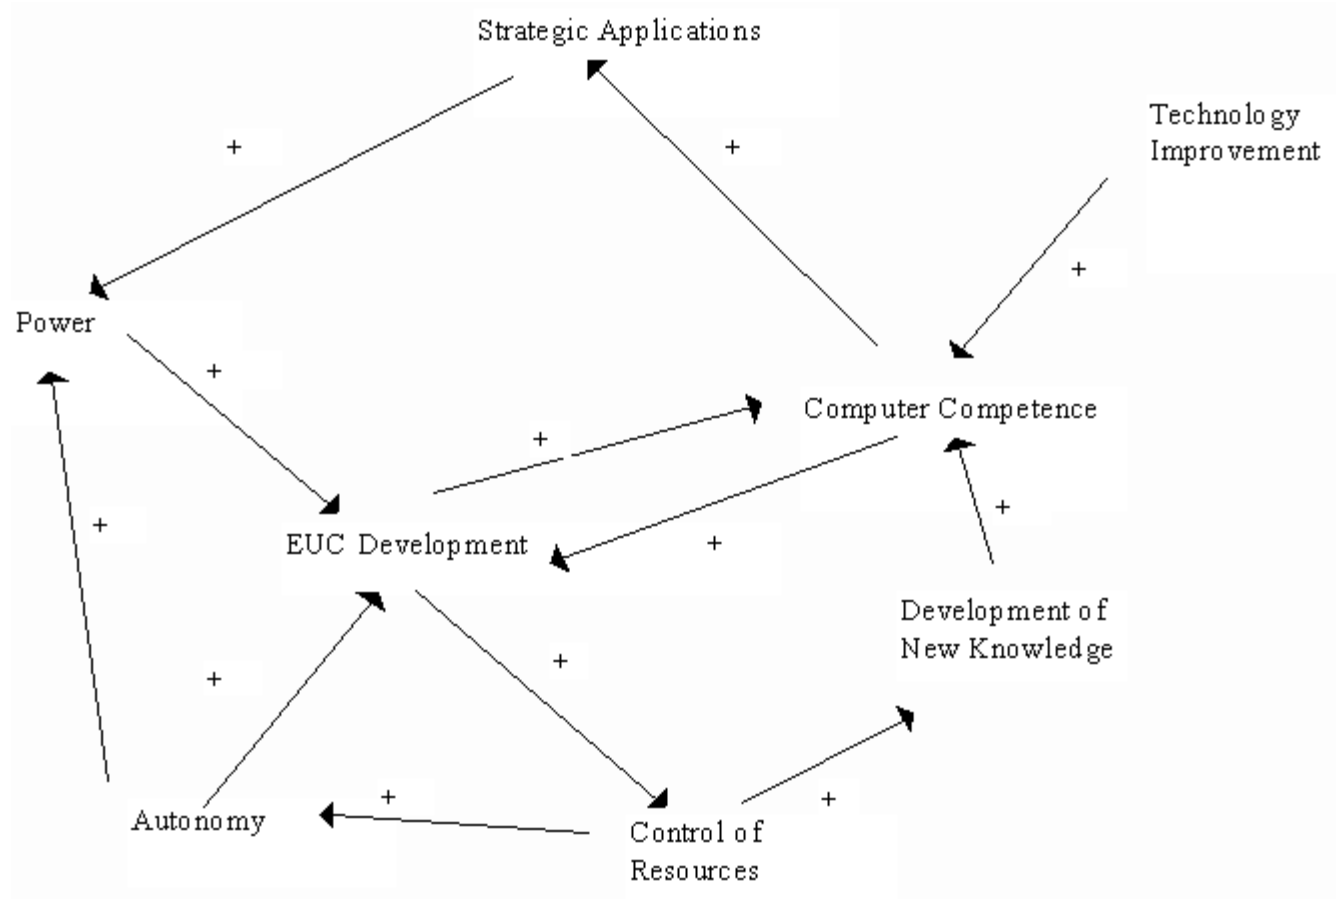 Strategic Applications
Technology
Improvement
+
+
+
Power
+
Computer Competence
+
+
+
+
EUC Development
Development of
New Knowledge
+
+
+
+
Autonomy
Control of
Resources